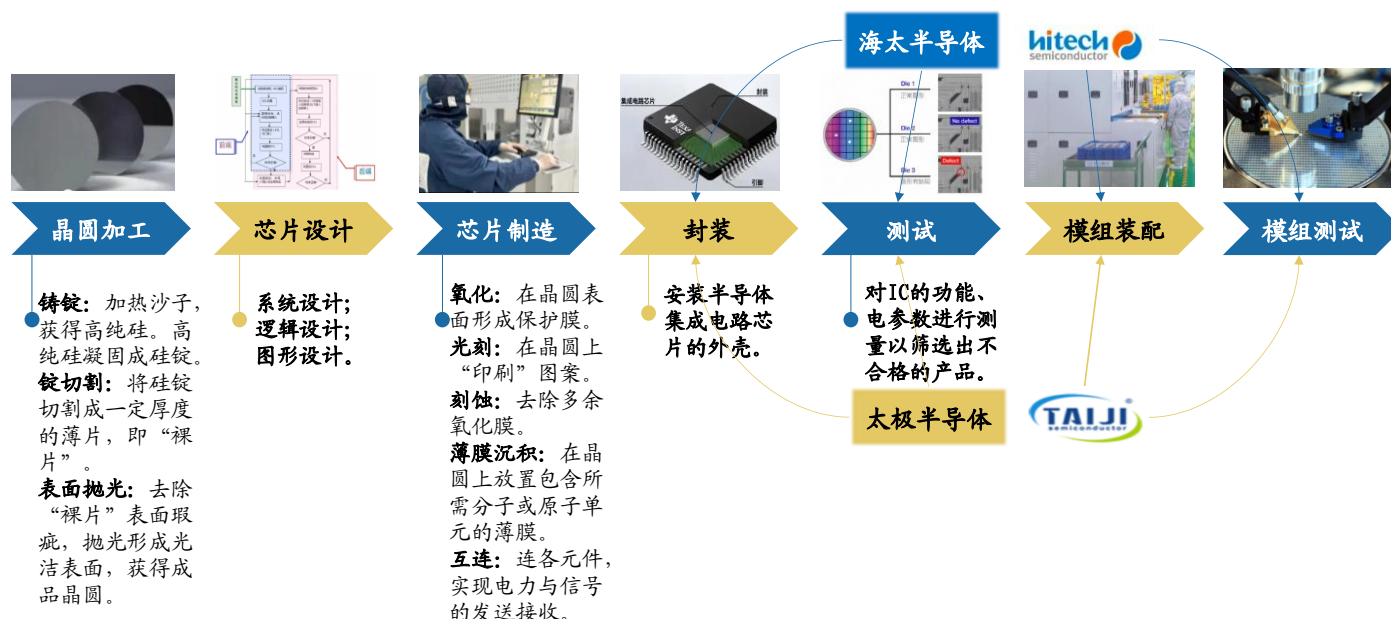 海太半导体
hitech
semiconductor
集成电路芯片
封装
引脚
前端
后端
Die 1
正常图形
No defect
Die 2
正常图形
Defect
Die 3
晶圆加工
芯片设计
芯片制造
封装
测试
模组装配
模组测试
铸锭：加热沙子，
获得高纯硅。高
纯硅凝固成硅锭。
锭切割：将硅锭
切割成一定厚度
的薄片，即“裸
片”。
表面抛光：去除
“裸片”表面瑕
疵，抛光形成光
洁表面，获得成
品晶圆。
系统设计；
逻辑设计；
图形设计。
氧化：在晶圆表
面形成保护膜。
光刻：在晶圆上
“印刷”图案。
刻蚀：去除多余
氧化膜。
薄膜沉积：在晶
圆上放置包含所
需分子或原子单
元的薄膜。
互连：连各元件，
实现电力与信号
的发送接收。
安装半导体
集成电路芯
片的外壳。
对IC的功能、
电参数进行测
量以筛选出不
合格的产品。
太极半导体
TAIJI®
semiconductor